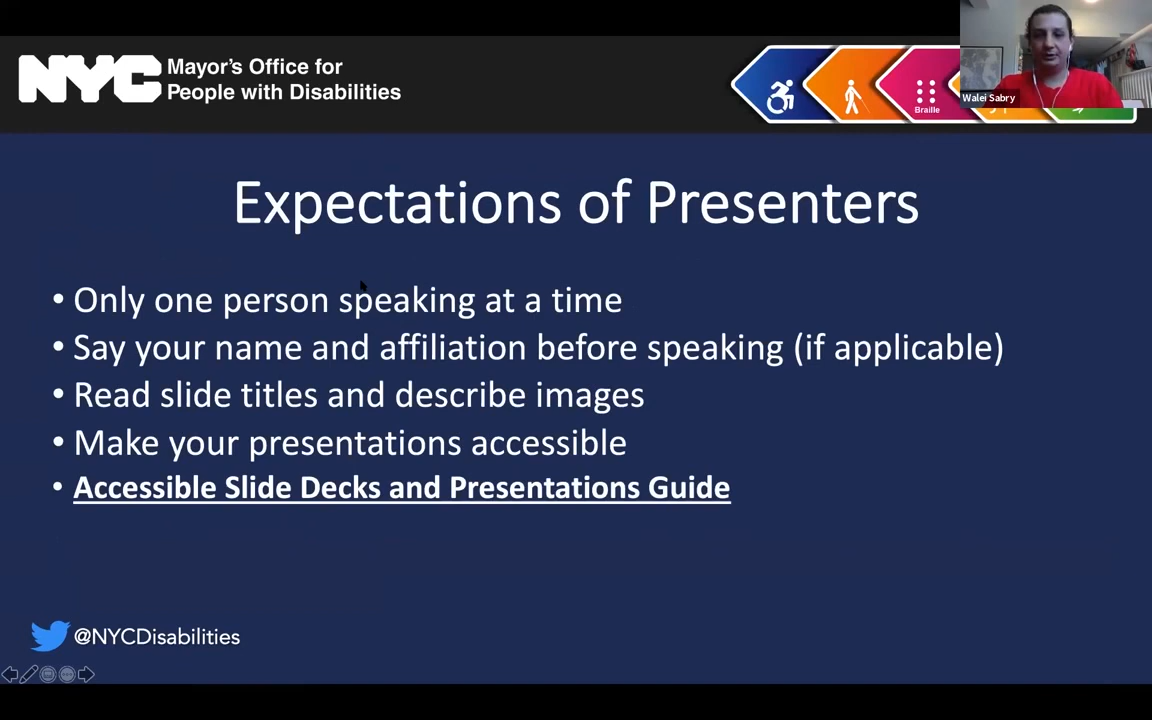 NYC
Mayor's Office for
People with Disabilities
Braille
Walei Sabry
Expectations of Presenters
• Only one person speaking at a time
• Say your name and affiliation before speaking (if applicable)
• Read slide titles and describe images
• Make your presentations accessible
• Accessible Slide Decks and Presentations Guide
@NYCDisabilities